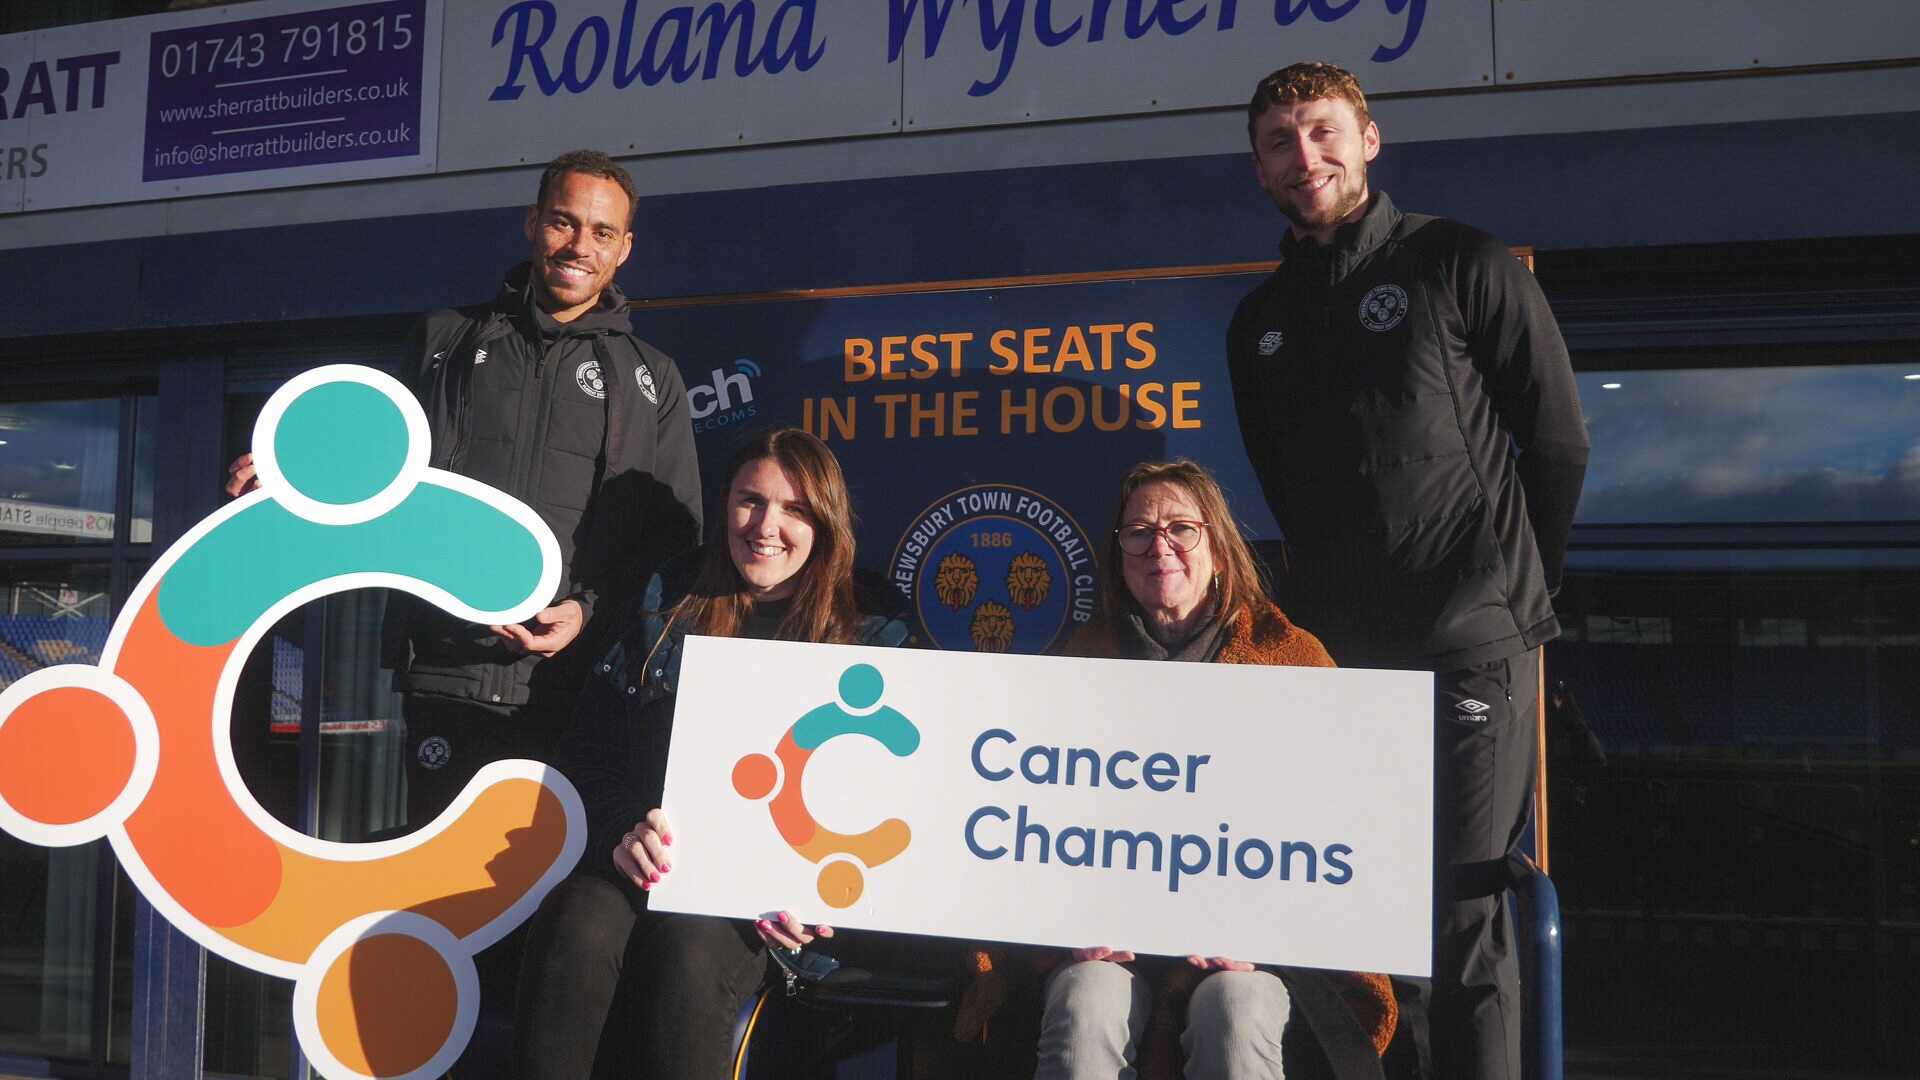 RATT
ERS
01743 791815
www.sherrattbuilders.co.uk
info@sherrattbuilders.co.uk
Roland Wycherley
ch
ECOMS
BEST SEATS
IN THE HOUSE
REWSBURY TOWN FOOTBALL CLUB
1886
umbro
Cancer
Champions